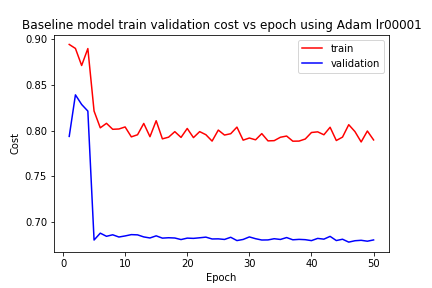 Baseline model train validation cost vs epoch using Adam lr00001
train
validation
Cost
0.90
0.85
0.80
0.75
0.70
0 10 20 30 40 50
Epoch